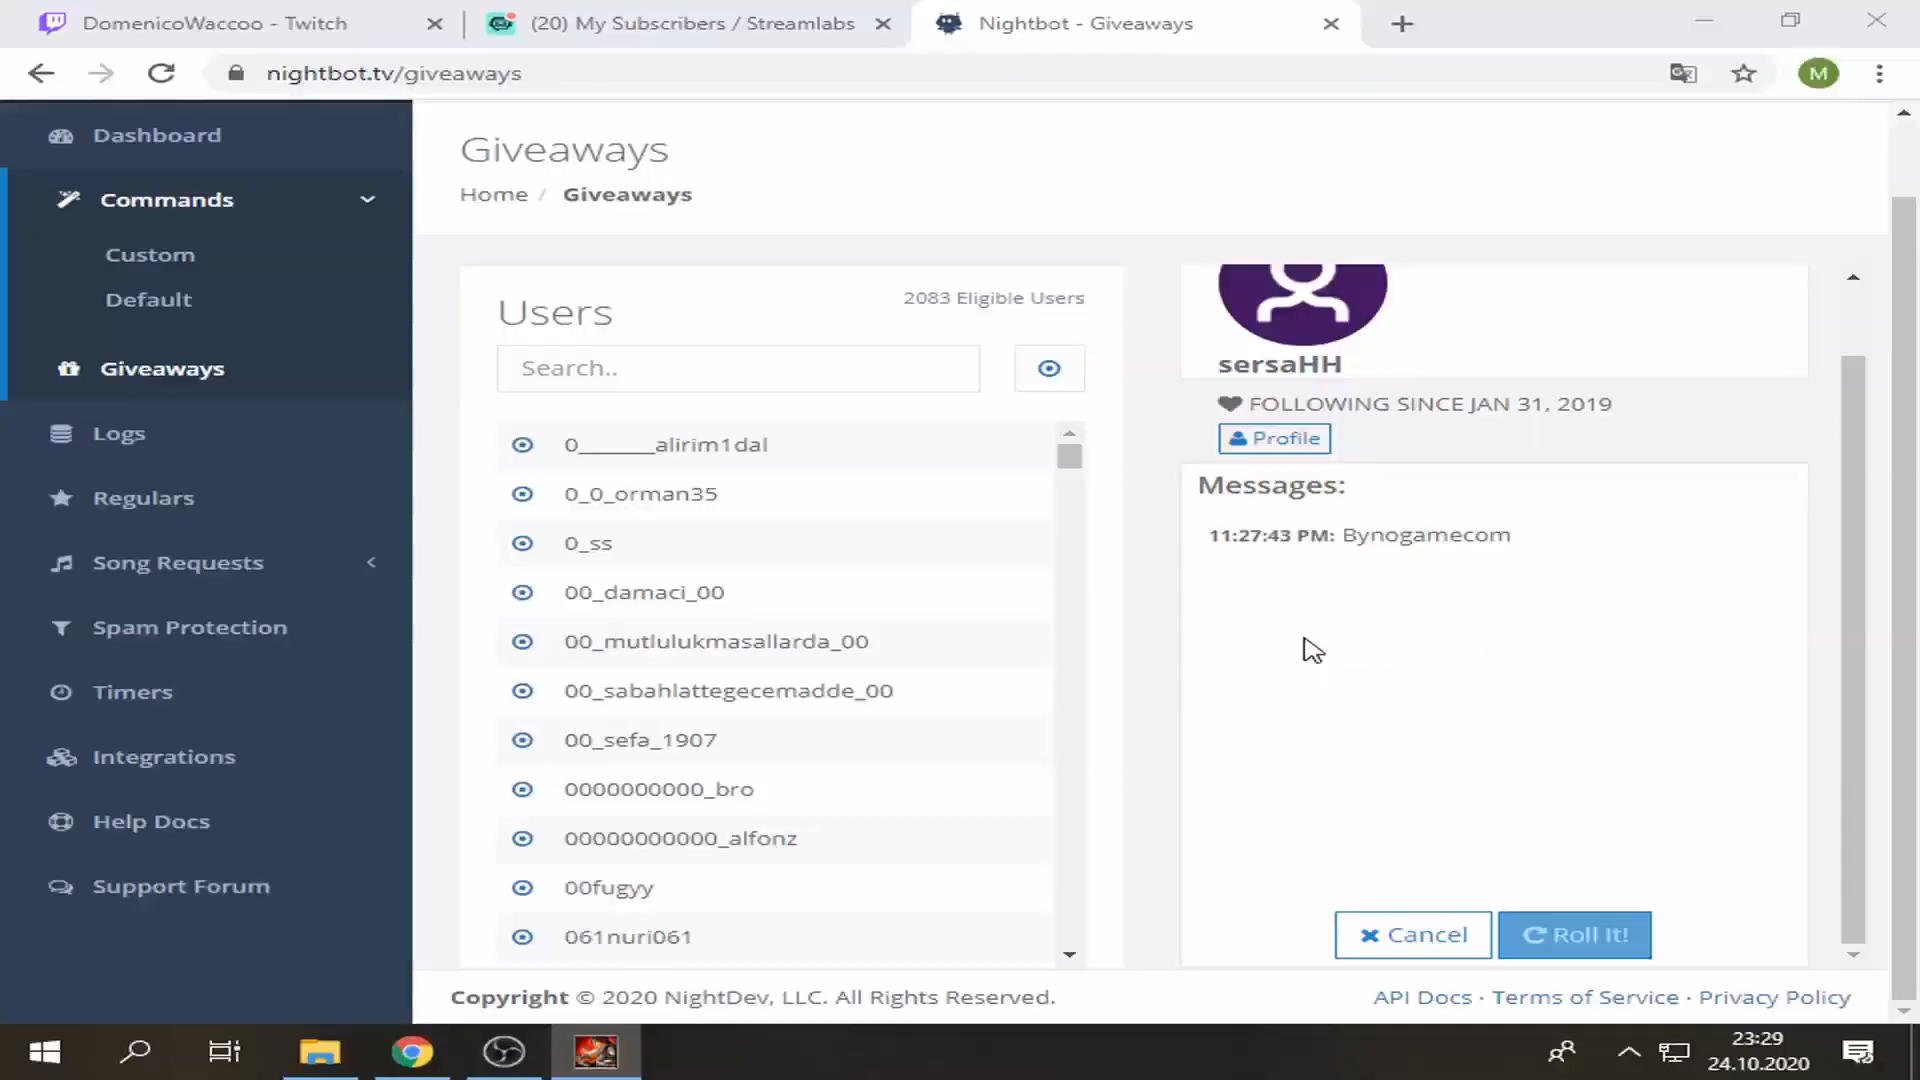 DomenicoWaccoo - Twitch
(20) My Subscribers / Streamlabs
Nightbot - Giveaways
nightbot.tv/giveaways
M
Dashboard
Commands
Custom
Default
Giveaways
Logs
Regulars
Song Requests
Spam Protection
Timers
Integrations
Help Docs
Support Forum
Giveaways
Home / Giveaways
Users
2083 Eligible Users
Search..
0_______alirim1dal
0_0_orman35
0_ss
00_damaci_00
00_mutlulukmasallarda_00
00_sabahlattegecemadde_00
00_sefa_1907
0000000000_bro
00000000000_alfonz
00fugyy
061nuri061
sersaHH
FOLLOWING SINCE JAN 31, 2019
Profile
Messages:
11:27:43 PM: Bynogamecom
Cancel
Roll It!
Copyright © 2020 NightDev, LLC. All Rights Reserved.
API Docs · Terms of Service · Privacy Policy
23:29
24.10.2020